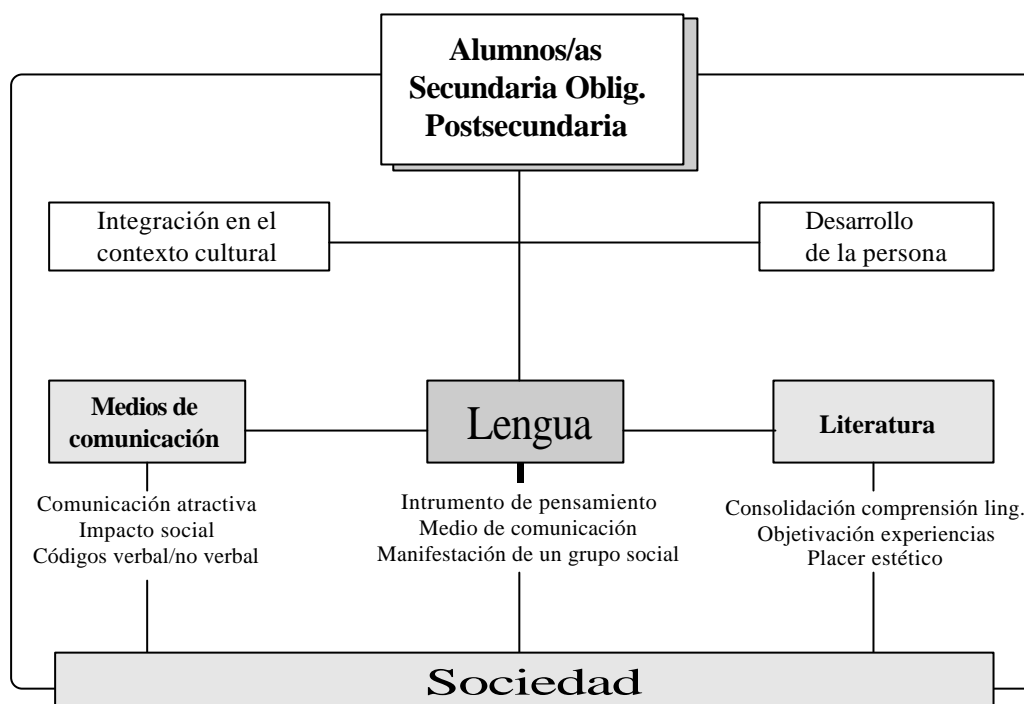 Alumnos/as
Secundaria Oblig.
Postsecundaria
Integración en el
contexto cultural
Desarrollo
de la persona
Medios de
comunicación
Lengua
Literatura
Comunicación atractiva
Impacto social
Códigos verbal/no verbal
Intrumento de pensamiento
Medio de comunicación
Manifestación de un grupo social
Consolidación comprensión ling.
Objetivación experiencias
Placer estético
Sociedad